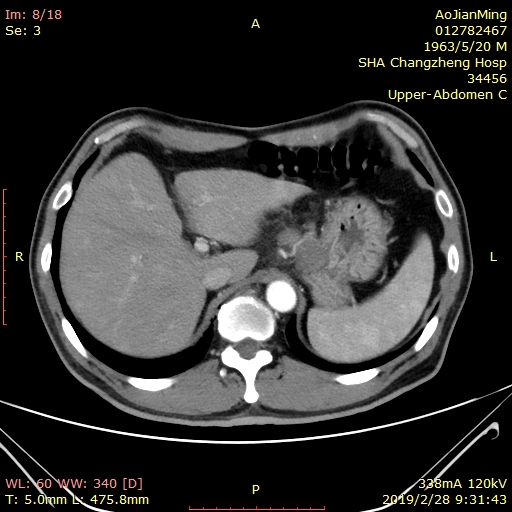 Im: 8/18
Se: 3
A
AoJianMing
012782467
1963/5/20 M
SHA Changzheng Hosp
34456
Upper-Abdomen C
R
L
WL: 60 WW: 340 [D]
T: 5.0mm L: 475.8mm
P
338mA 120kV
2019/2/28 9:31:43